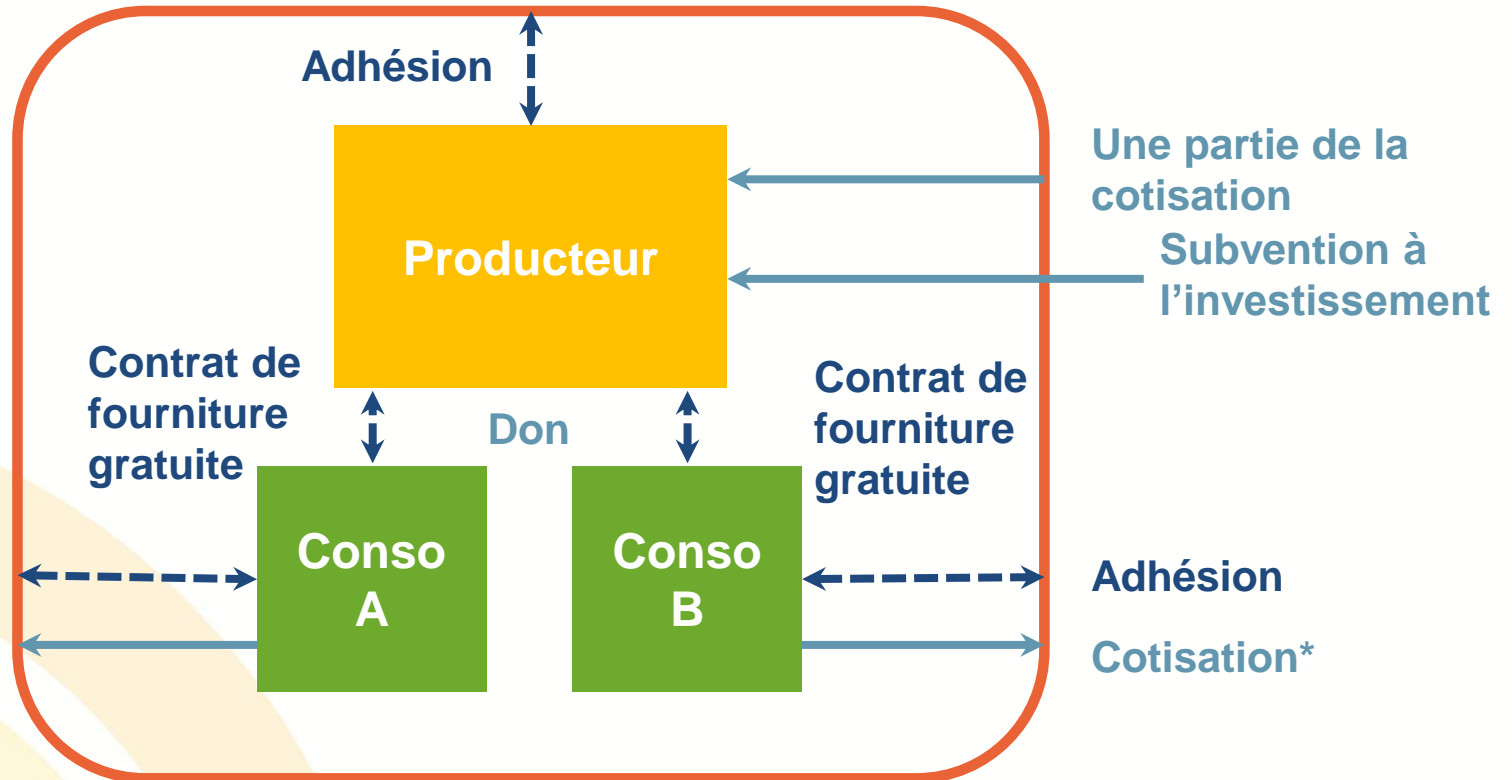 Adhésion
Une partie de la
cotisation
Producteur
Subvention à
l’investissement
Contrat de
fourniture
gratuite
Don
Contrat de
fourniture
gratuite
Conso
A
Conso
B
Adhésion
Cotisation*